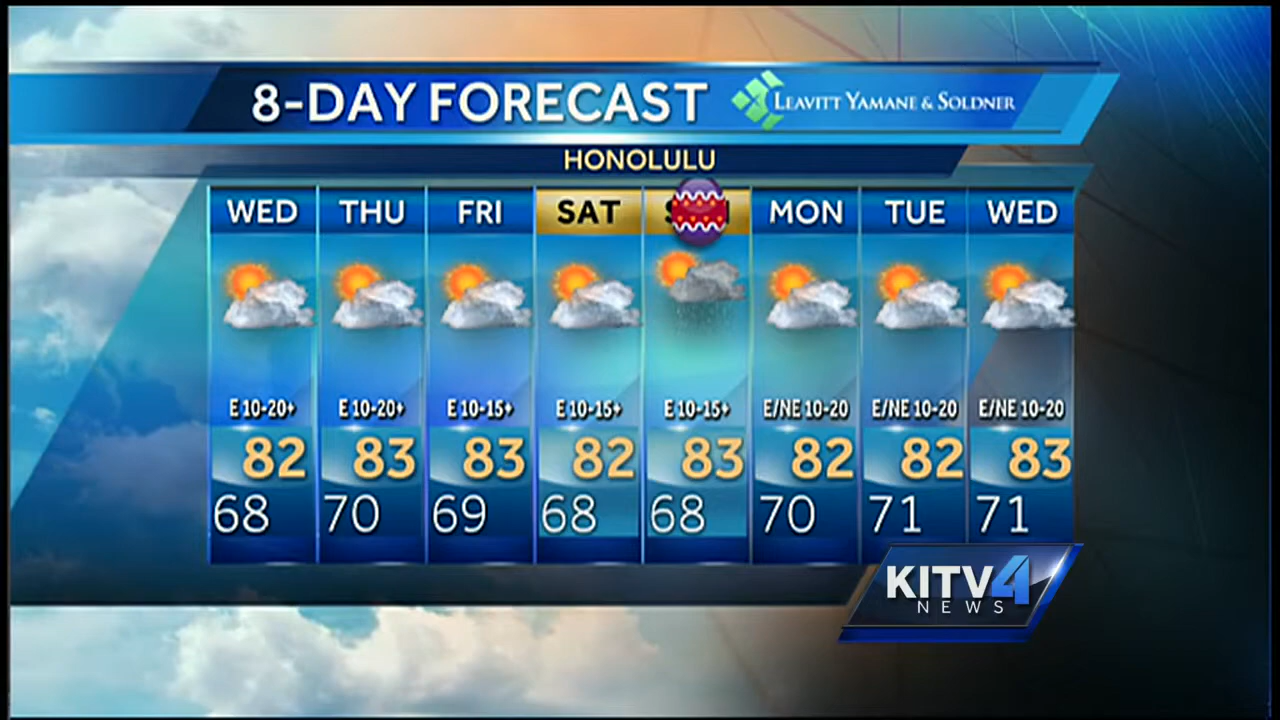 8-DAY FORECAST LEAVITT YAMANE & SOLDNER
HONOLULU
WED THU FRI SAT MON TUE WED
E 10-20+ E 10-20+ E 10-15+ E 10-15+ E 10-15+ E/NE 10-20 E/NE 10-20 E/NE 10-20
82 83 83 82 83 82 82 83
68 70 69 68 68 70 71 71
KITV4
NEWS